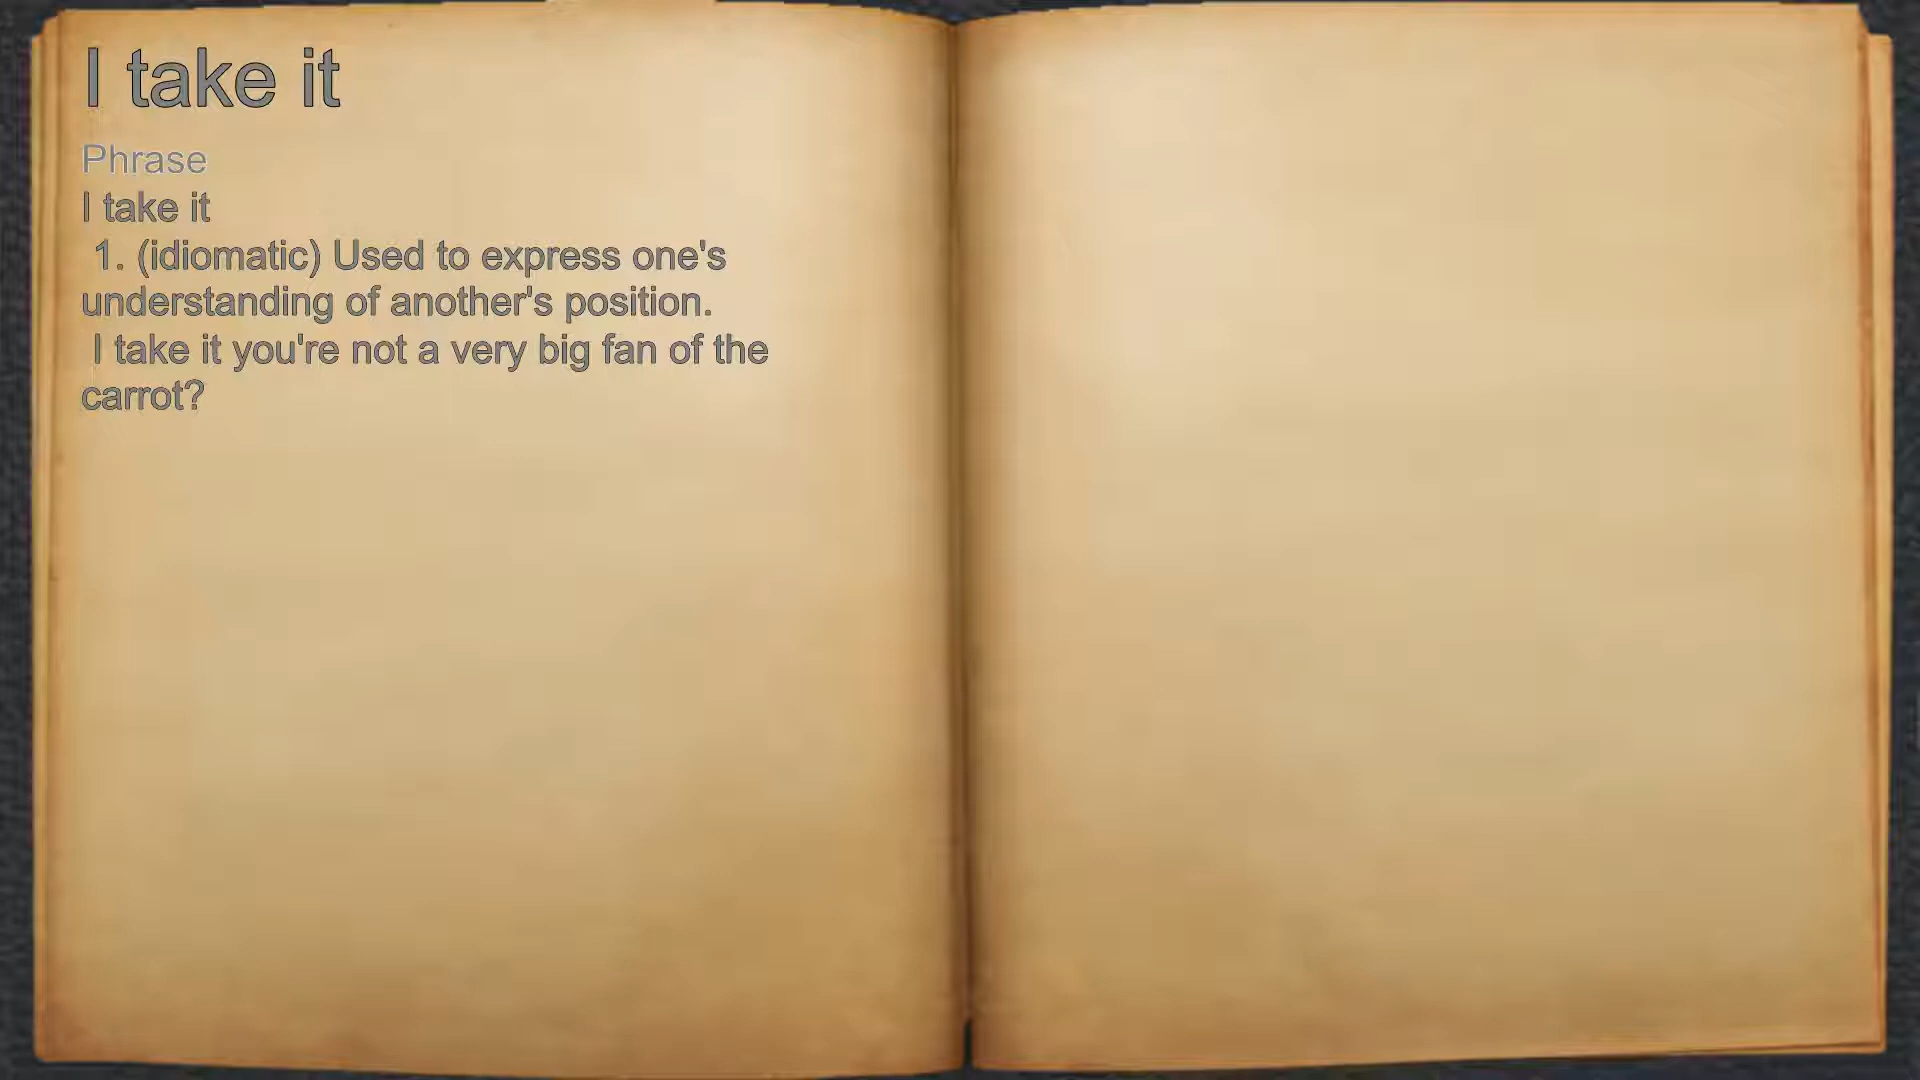 I take it
Phrase
I take it
1. (idiomatic) Used to express one's
understanding of another's position.
I take it you're not a very big fan of the
carrot?